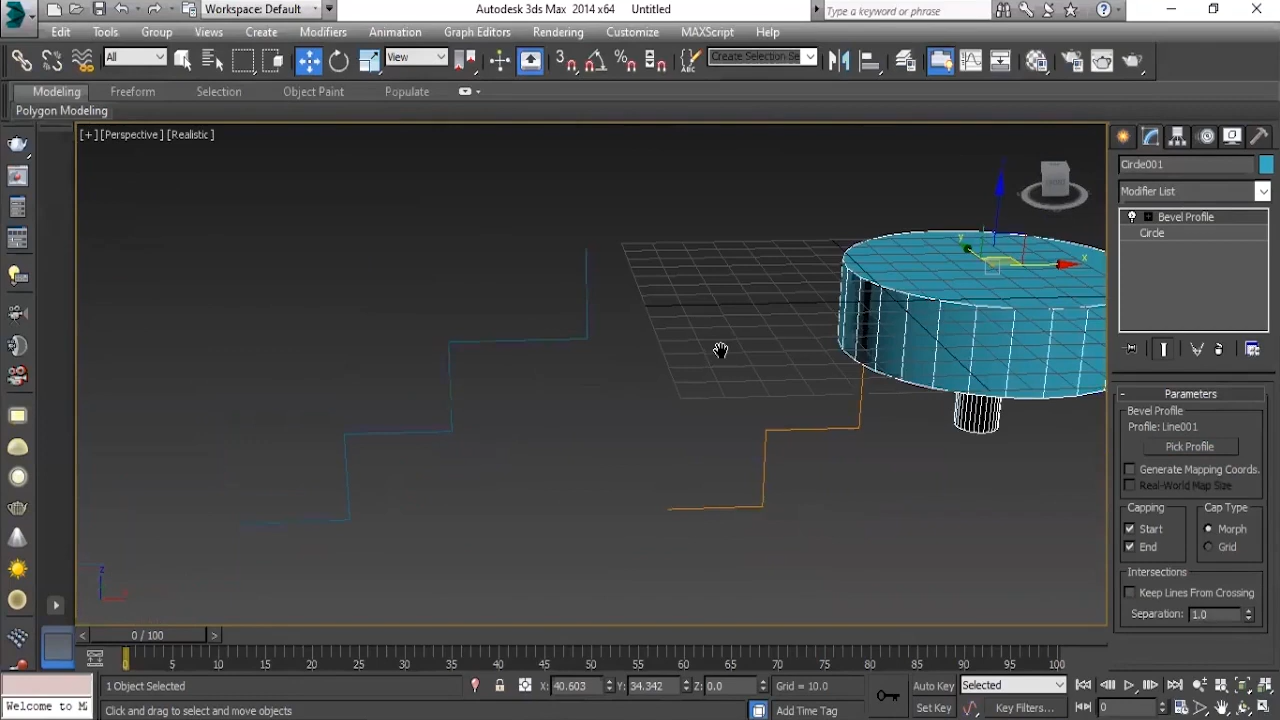 Workspace: Default
Autodesk 3ds Max 2014 x64
Untitled
Type a keyword or phrase
Edit Tools Group Views Create Modifiers Animation Graph Editors Rendering Customize MAXScript Help
All
View
3
Create Selection Se
Modeling Freeform Selection Object Paint Populate
Polygon Modeling
[+] [Perspective] [Realistic]
Circle001
Modifier List
Bevel Profile
Circle
x
y
z
Parameters
Bevel Profile
Profile: Line001
Pick Profile
Generate Mapping Coords.
Real-World Map Size
Capping
Cap Type
Start
Morph
End
Grid
Intersections
Keep Lines From Crossing
Separation: 1.0
< 0 / 100 >
0 5 10 15 20 25 30 35 40 45 50 55 60 65 70 75 80 85 90 95 100
1 Object Selected
X: 40.603 Y: 34.342 Z: 0.0
Grid = 10.0
Auto Key
Selected
Welcome to M
Click and drag to select and move objects
Add Time Tag
Set Key
Key Filters...
0